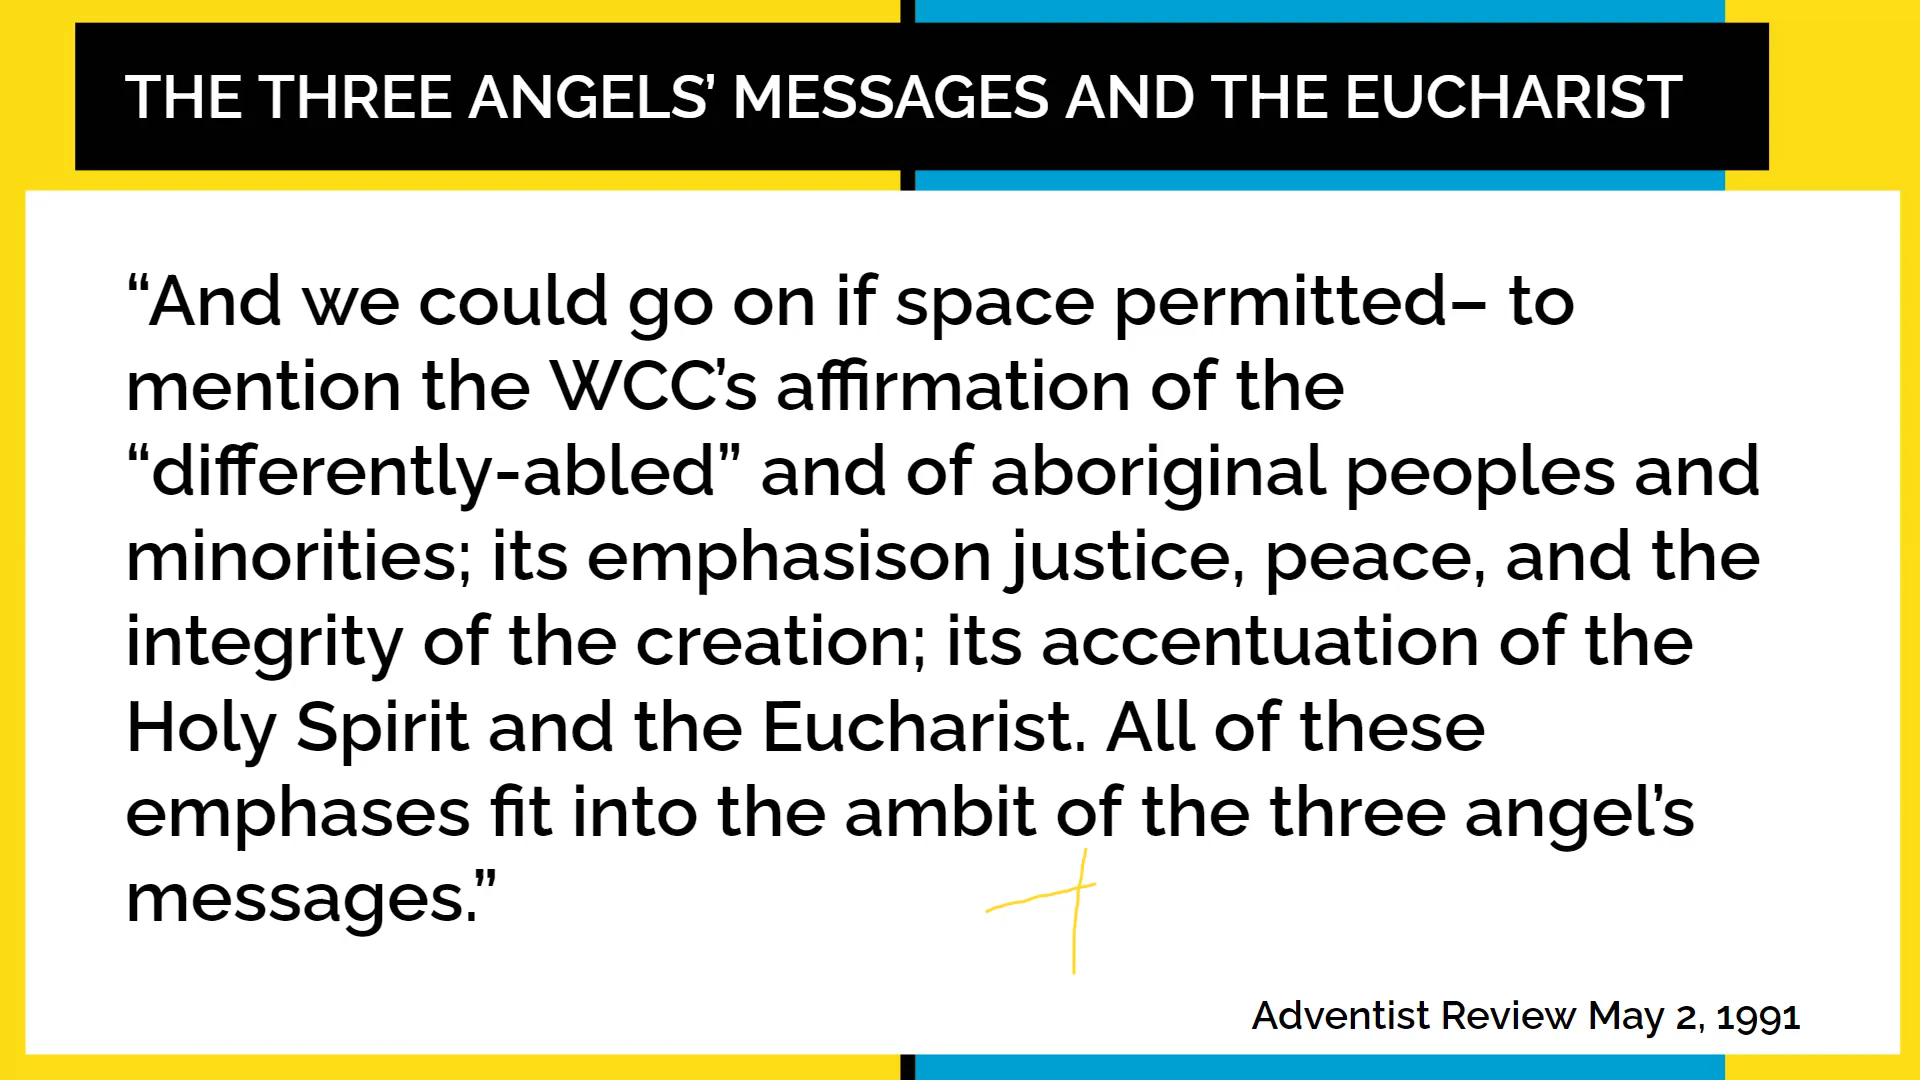 THE THREE ANGELS’ MESSAGES AND THE EUCHARIST
“And we could go on if space permitted– to
mention the WCC’s affirmation of the
“differently-abled” and of aboriginal peoples and
minorities; its emphasison justice, peace, and the
integrity of the creation; its accentuation of the
Holy Spirit and the Eucharist. All of these
emphases fit into the ambit of the three angel’s
messages.”
Adventist Review May 2, 1991